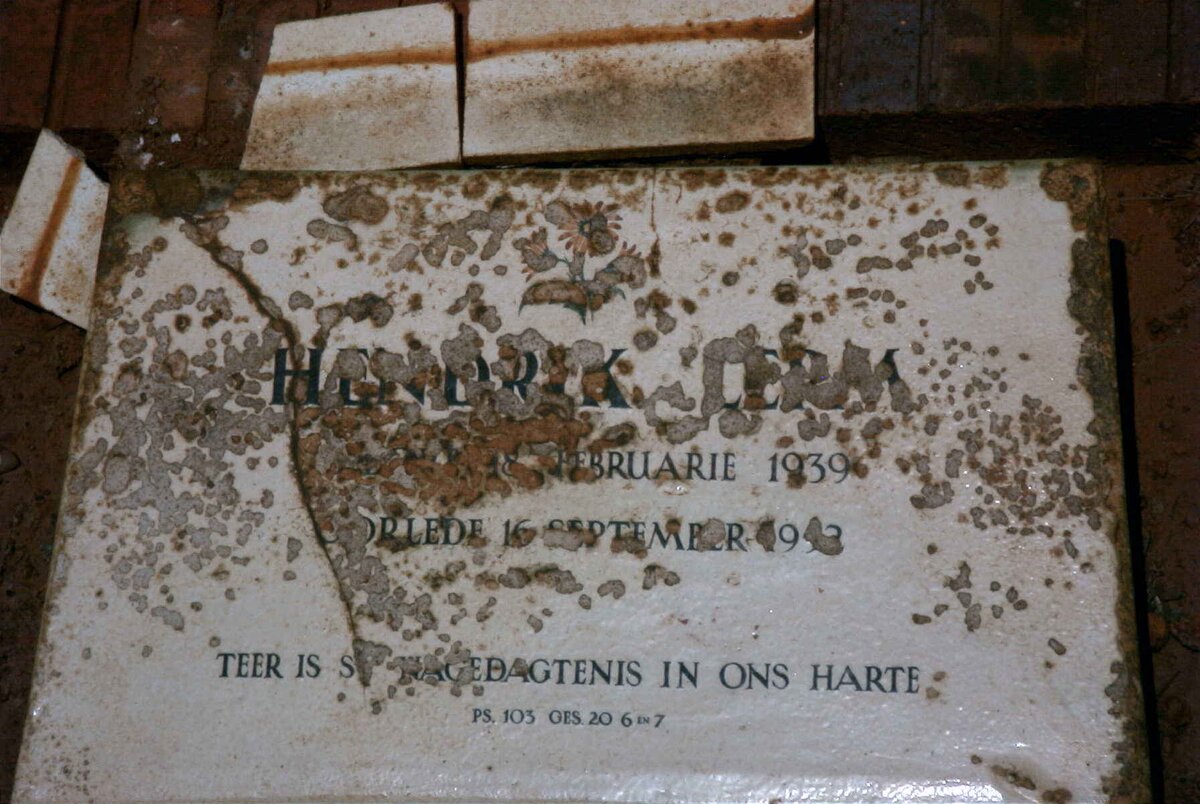 HENDRIK
FEBRUARIE 1939
OORLEDE 16 SEPTEMBER
TEER IS SY NAGEDAGTENIS IN ONS HARTE
PS. 103 GES. 20 6 EN 7